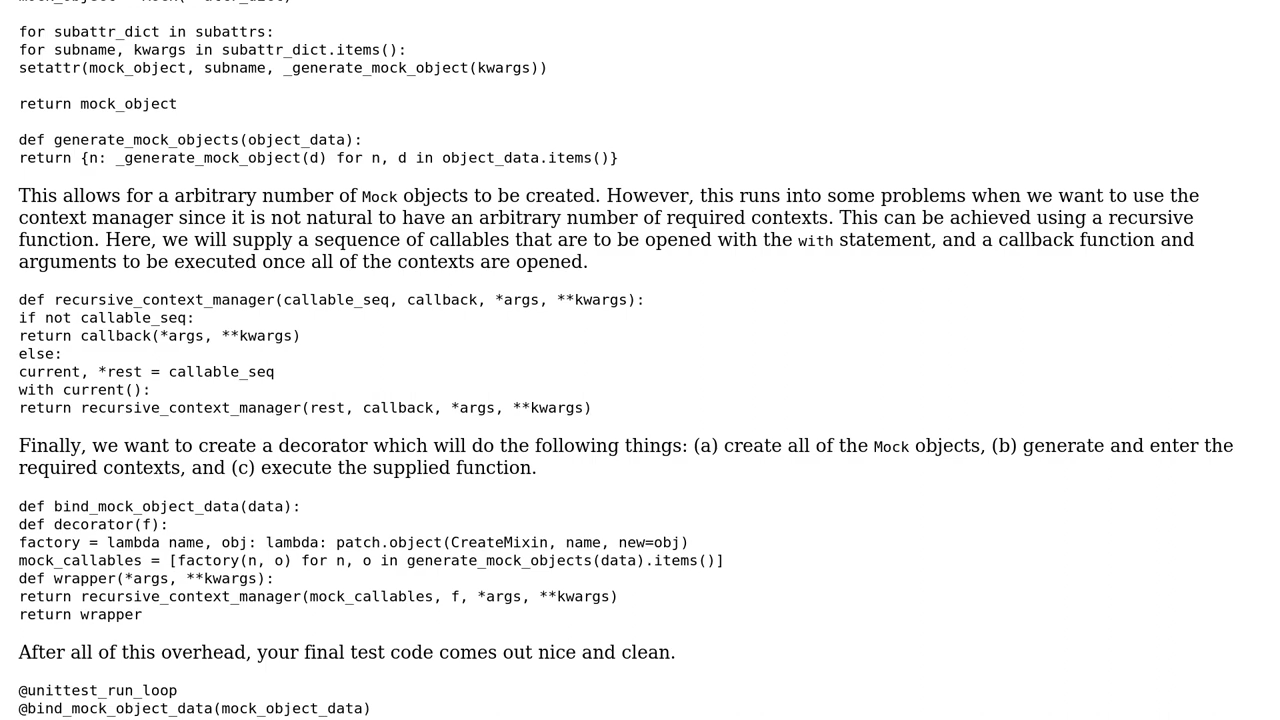 for subattr_dict in subattrs:
for subname, kwargs in subattr_dict.items():
setattr(mock_object, subname, _generate_mock_object(kwargs))
return mock_object
def generate_mock_objects(object_data):
return {n: _generate_mock_object(d) for n, d in object_data.items()}
This allows for a arbitrary number of Mock objects to be created. However, this runs into some problems when we want to use the
context manager since it is not natural to have an arbitrary number of required contexts. This can be achieved using a recursive
function. Here, we will supply a sequence of callables that are to be opened with the with statement, and a callback function and
arguments to be executed once all of the contexts are opened.
def recursive_context_manager(callable_seq, callback, *args, **kwargs):
if not callable_seq:
return callback(*args, **kwargs)
else:
current, *rest = callable_seq
with current():
return recursive_context_manager(rest, callback, *args, **kwargs)
Finally, we want to create a decorator which will do the following things: (a) create all of the Mock objects, (b) generate and enter the
required contexts, and (c) execute the supplied function.
def bind_mock_object_data(data):
def decorator(f):
factory = lambda name, obj: lambda: patch.object(CreateMixin, name, new=obj)
mock_callables = [factory(n, o) for n, o in generate_mock_objects(data).items()]
def wrapper(*args, **kwargs):
return recursive_context_manager(mock_callables, f, *args, **kwargs)
return wrapper
After all of this overhead, your final test code comes out nice and clean.
@unittest_run_loop
@bind_mock_object_data(mock_object_data)